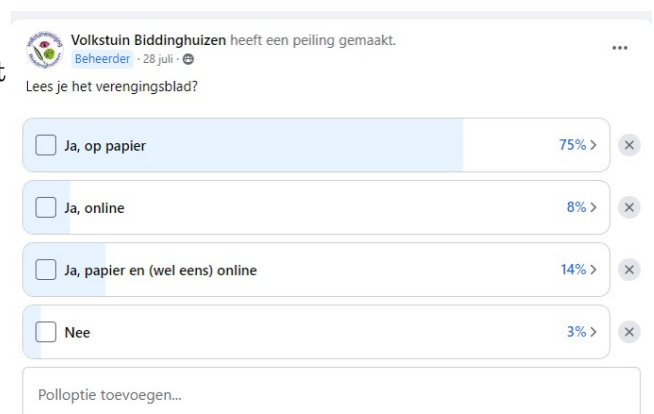 Volkstuin Biddinghuizen heeft een peiling gemaakt.
Beheerder · 28 juli ·
t
Lees je het verengingsblad?
Ja, op papier 75%
Ja, online 8%
Ja, papier en (wel eens) online 14%
Nee 3%
Polloptie toevoegen...